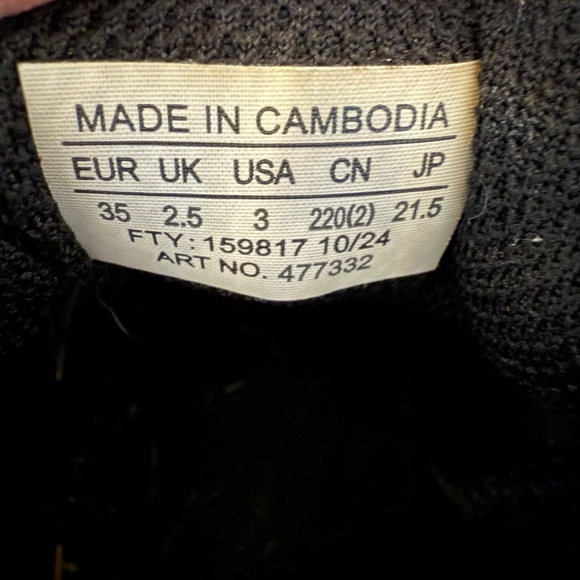 MADE IN CAMBODIA
EUR UK USA CN JP
35 2.5 3 220(2) 21.5
FTY: 159817 10/24
ART NO. 477332